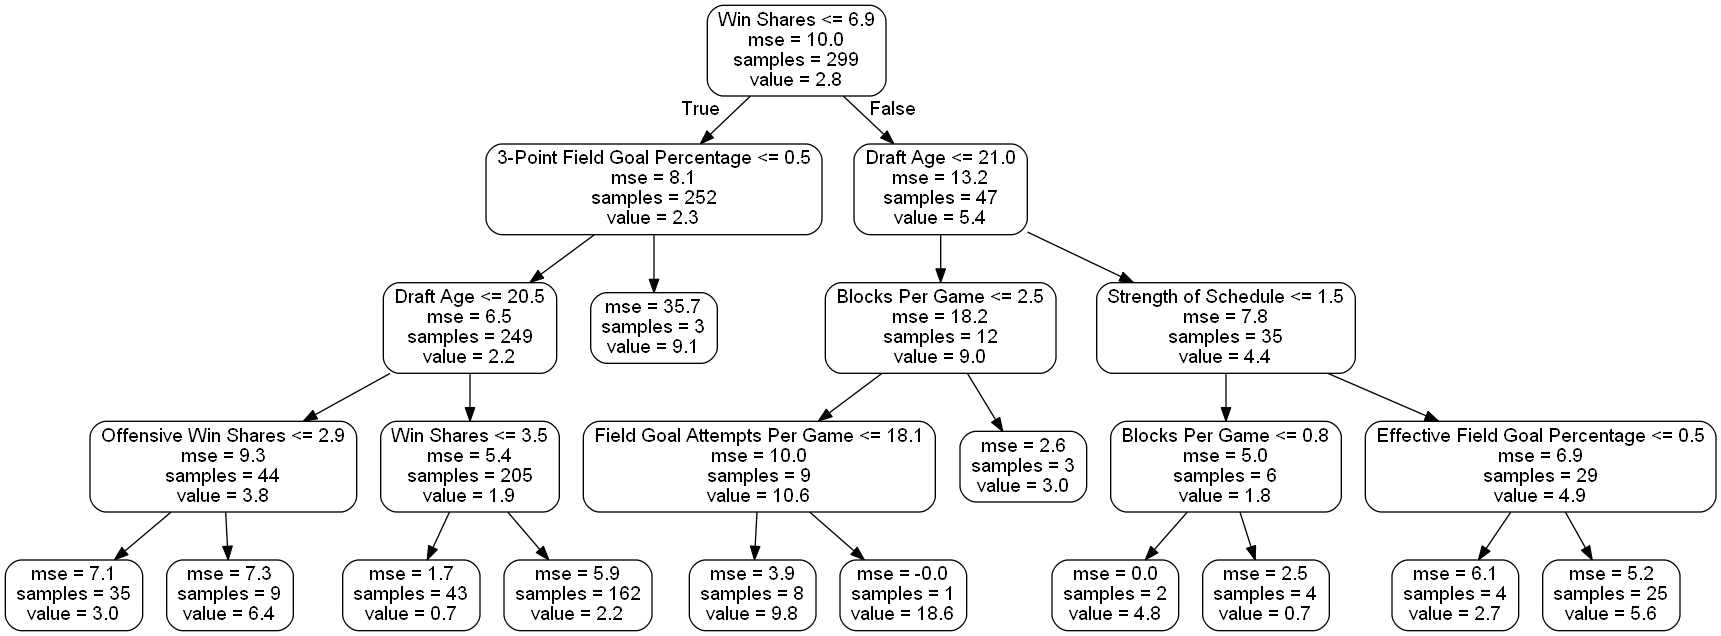 Win Shares <= 6.9
mse = 10.0
samples = 299
value = 2.8
True
False
3-Point Field Goal Percentage <= 0.5
mse = 8.1
samples = 252
value = 2.3
Draft Age <= 21.0
mse = 13.2
samples = 47
value = 5.4
Draft Age <= 20.5
mse = 6.5
samples = 249
value = 2.2
mse = 35.7
samples = 3
value = 9.1
Blocks Per Game <= 2.5
mse = 18.2
samples = 12
value = 9.0
Strength of Schedule <= 1.5
mse = 7.8
samples = 35
value = 4.4
Offensive Win Shares <= 2.9
mse = 9.3
samples = 44
value = 3.8
Win Shares <= 3.5
mse = 5.4
samples = 205
value = 1.9
Field Goal Attempts Per Game <= 18.1
mse = 10.0
samples = 9
value = 10.6
mse = 2.6
samples = 3
value = 3.0
Blocks Per Game <= 0.8
mse = 5.0
samples = 6
value = 1.8
Effective Field Goal Percentage <= 0.5
mse = 6.9
samples = 29
value = 4.9
mse = 7.1
samples = 35
value = 3.0
mse = 7.3
samples = 9
value = 6.4
mse = 1.7
samples = 43
value = 0.7
mse = 5.9
samples = 162
value = 2.2
mse = 3.9
samples = 8
value = 9.8
mse = -0.0
samples = 1
value = 18.6
mse = 0.0
samples = 2
value = 4.8
mse = 2.5
samples = 4
value = 0.7
mse = 6.1
samples = 4
value = 2.7
mse = 5.2
samples = 25
value = 5.6